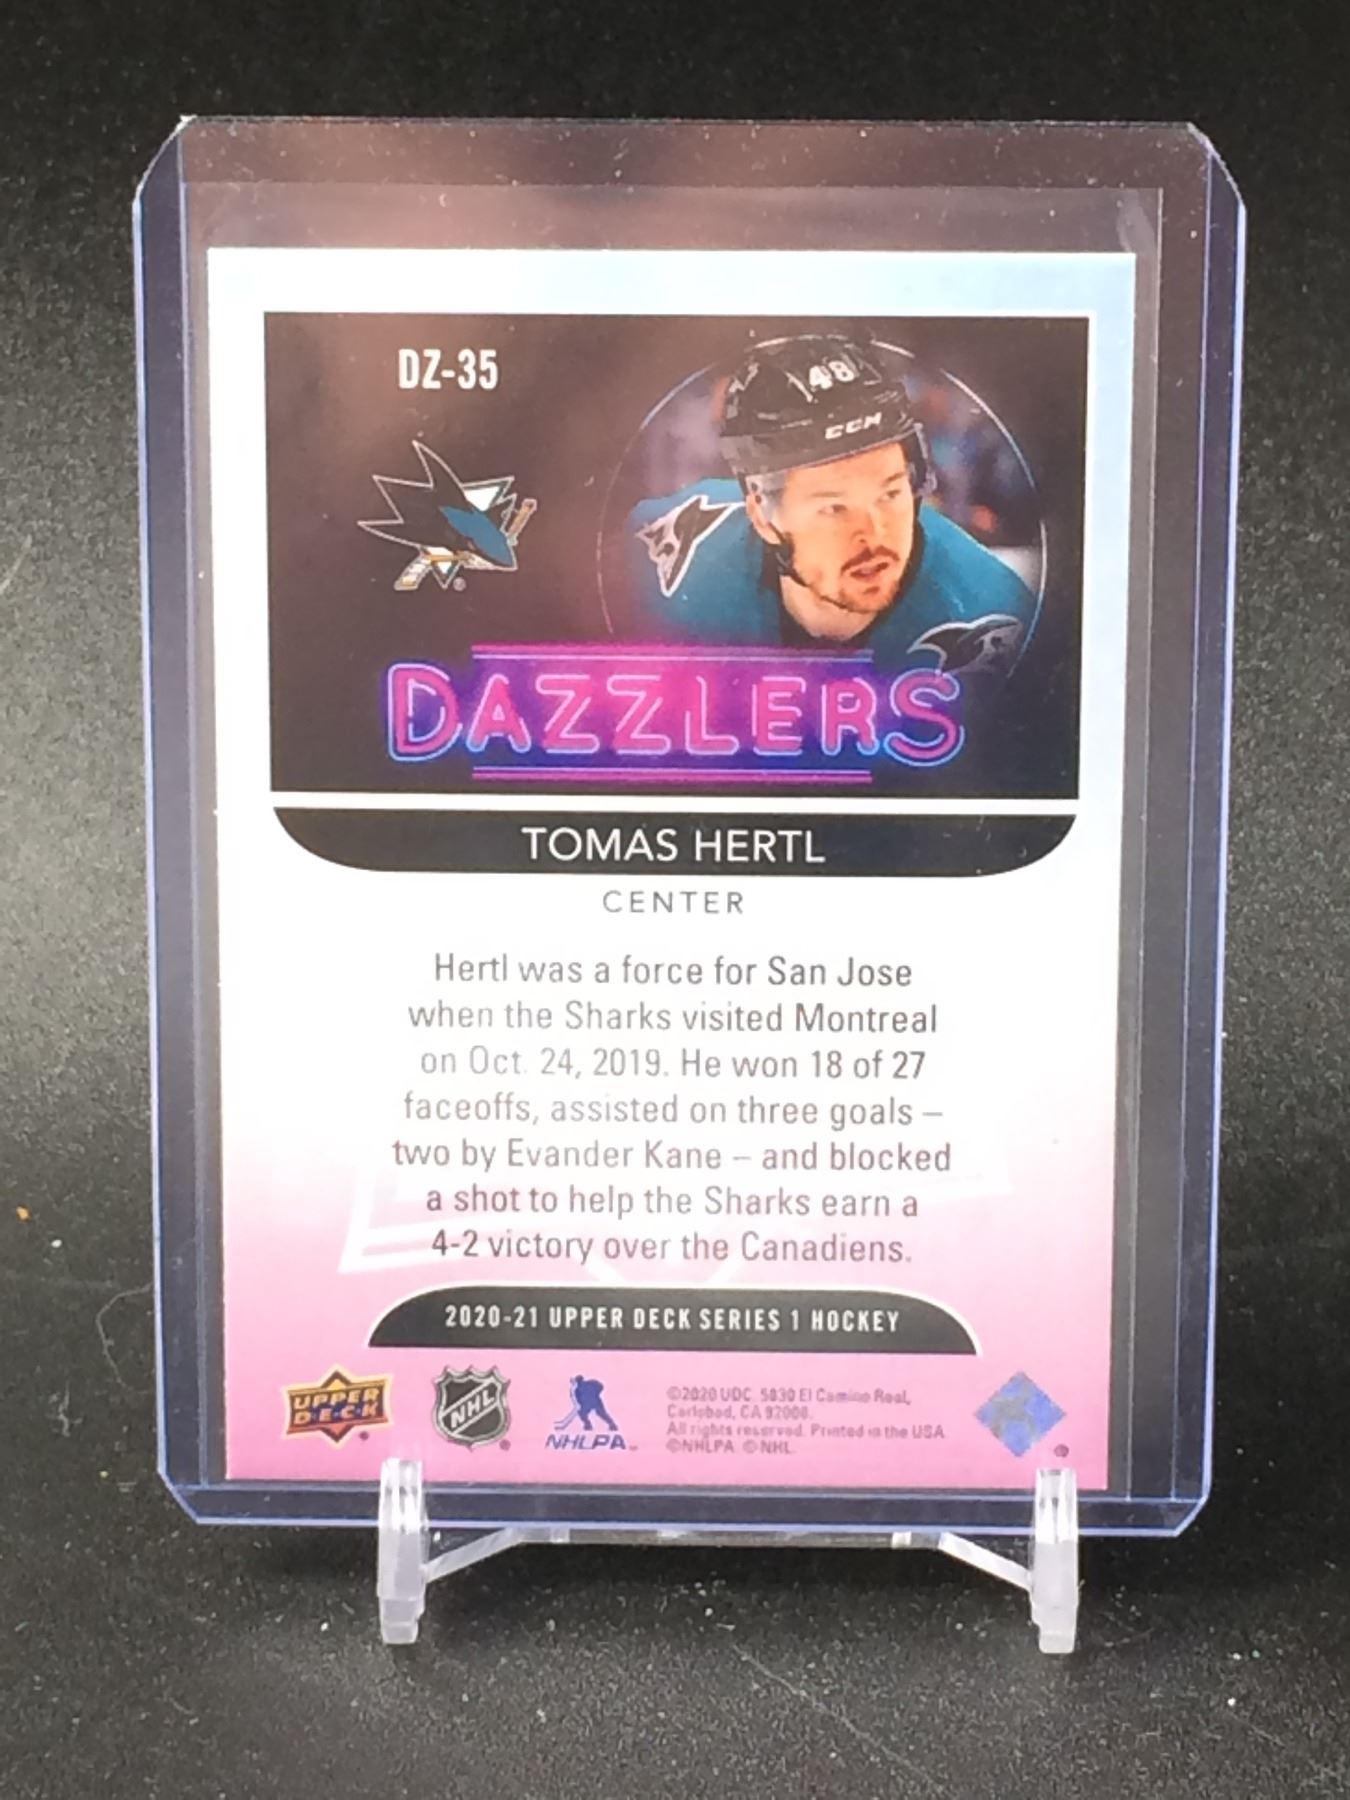 DZ-35
48
CCM
DAZZLERS
TOMAS HERTL
CENTER
Hertl was a force for San Jose
when the Sharks visited Montreal
on Oct. 24, 2019. He won 18 of 27
faceoffs, assisted on three goals –
two by Evander Kane – and blocked
a shot to help the Sharks earn a
4-2 victory over the Canadiens.
2020-21 UPPER DECK SERIES 1 HOCKEY
UPPER
DECK
NHL
NHLPA
©2020 UDC. 5830 El Camino Real,
Carlsbad, CA 92008.
All rights reserved. Printed in the USA
©NHLPA ©NHL